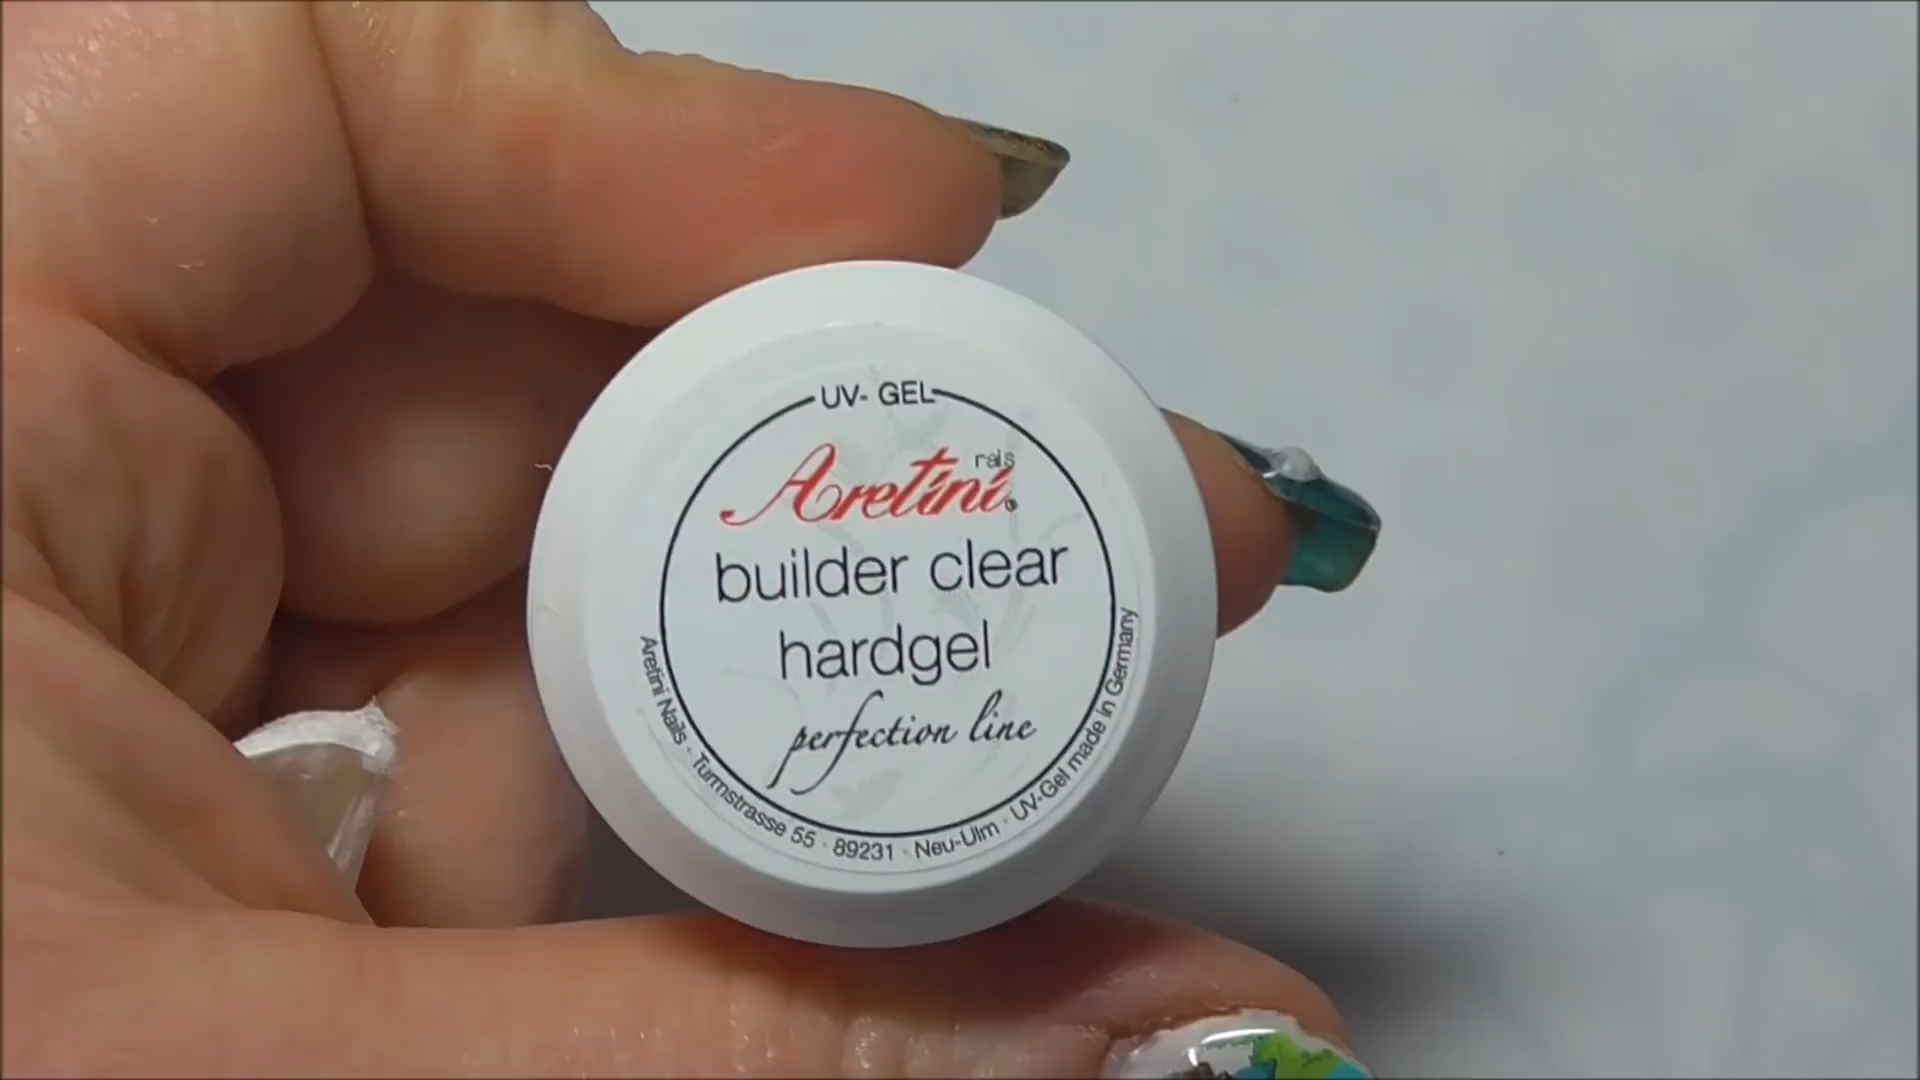 UV- GEL
Aretini
builder clear
hardgel
perfection line
Aretini Nails · Turmstrasse 55 · 89231 · Neu-Ulm · UV-Gel made in Germany